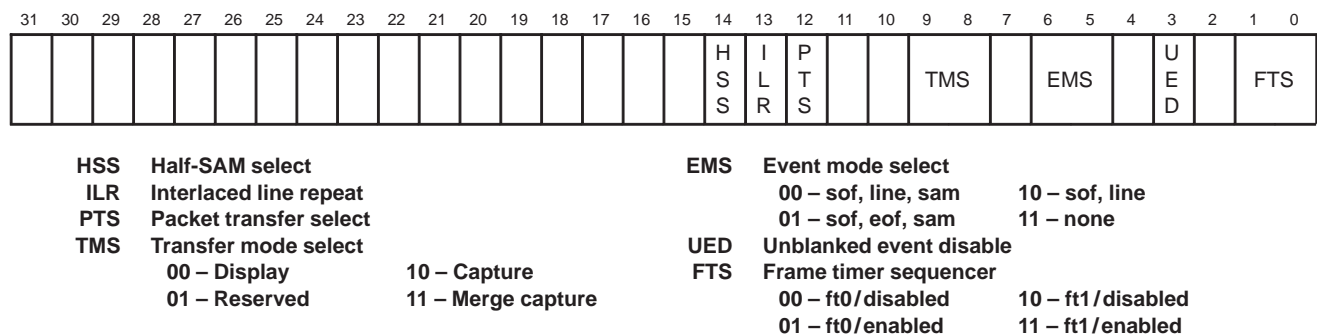 31 30 29 28 27 26 25 24 23 22 21 20 19 18 17 16 15 14 13 12 11 10 9 8 7 6 5 4 3 2 1 0
HSS ILR PTS TMS EMS UED FTS
HSS Half-SAM select
ILR Interlaced line repeat
PTS Packet transfer select
TMS Transfer mode select
00 – Display 10 – Capture
01 – Reserved 11 – Merge capture
EMS Event mode select
00 – sof, line, sam 10 – sof, line
01 – sof, eof, sam 11 – none
UED Unblanked event disable
FTS Frame timer sequencer
00 – ft0/disabled 10 – ft1/disabled
01 – ft0/enabled 11 – ft1/enabled